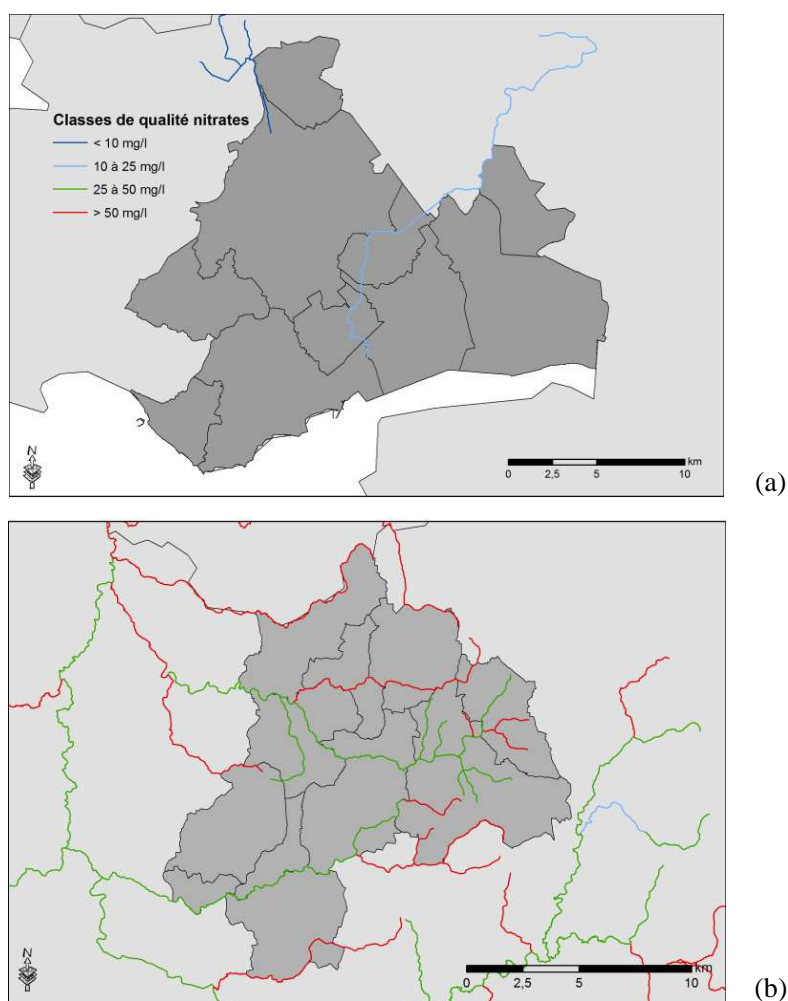 Classes de qualité nitrates
< 10 mg/l
10 à 25 mg/l
25 à 50 mg/l
> 50 mg/l
N
km
0 2,5 5 10
(a)
N
km
0 2,5 5 10
(b)